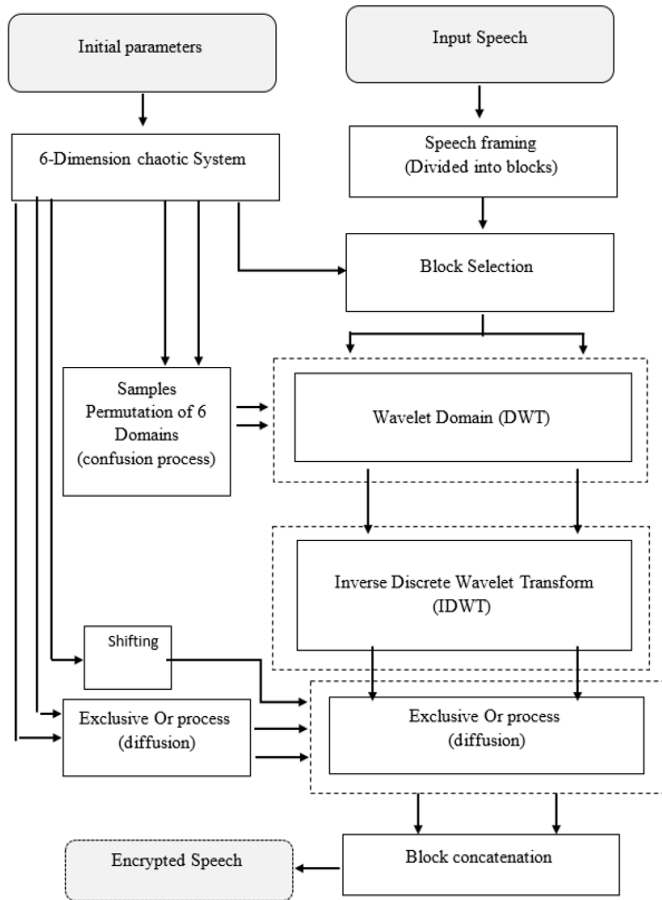 Initial parameters
Input Speech
6-Dimension chaotic System
Speech framing
(Divided into blocks)
Block Selection
Samples
Permutation of 6
Domains
(confusion process)
Wavelet Domain (DWT)
Inverse Discrete Wavelet Transform
(IDWT)
Shifting
Exclusive Or process
(diffusion)
Exclusive Or process
(diffusion)
Encrypted Speech
Block concatenation